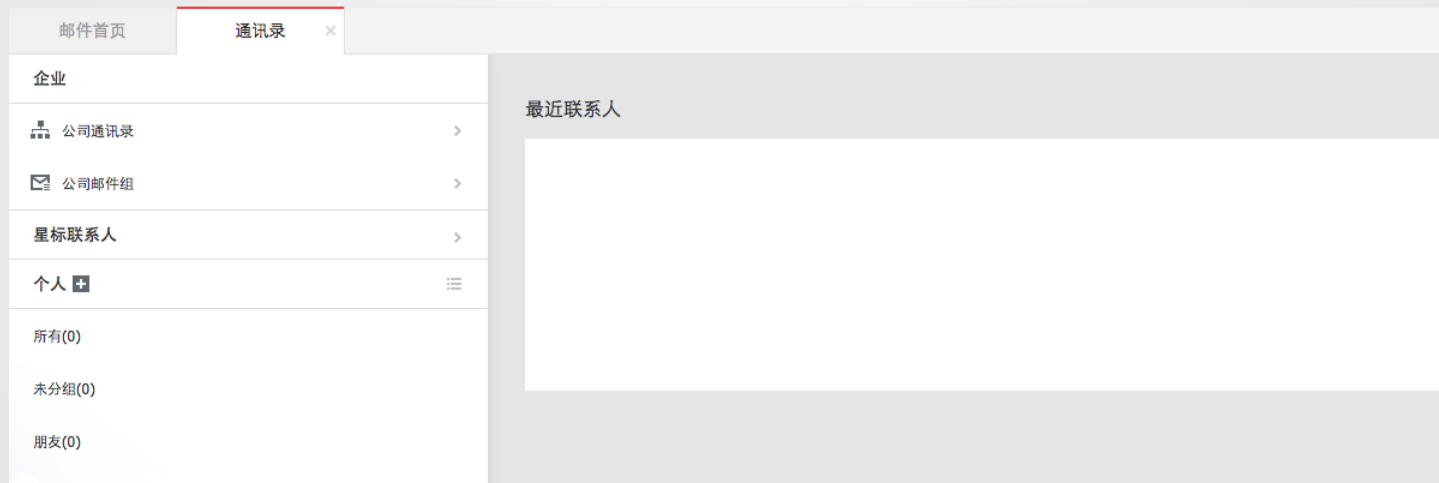 邮件首页
通讯录
企业
公司通讯录
公司邮件组
星标联系人
个人
所有(0)
未分组(0)
朋友(0)
最近联系人